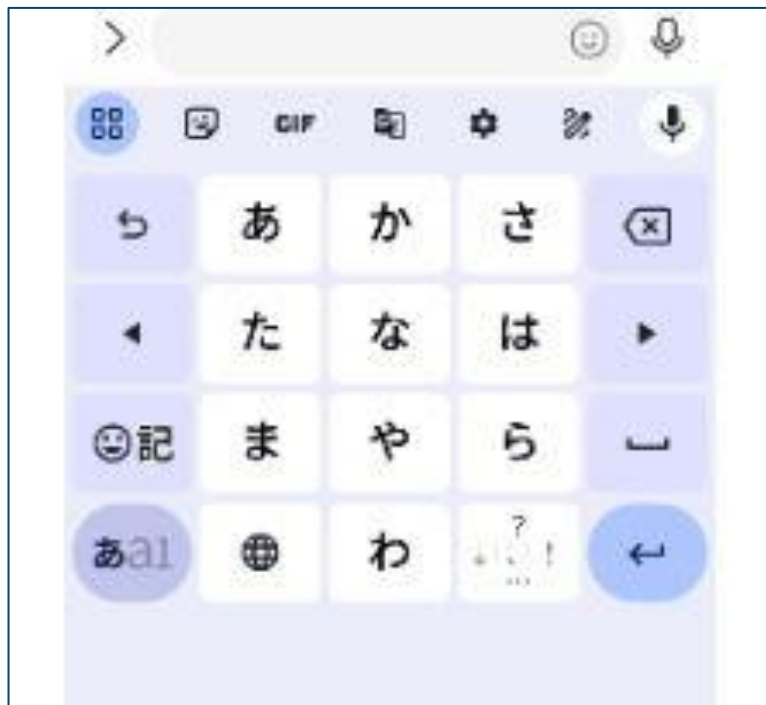 GIF
あ か さ
た な は
記 ま や ら
あa1 わ ?!...